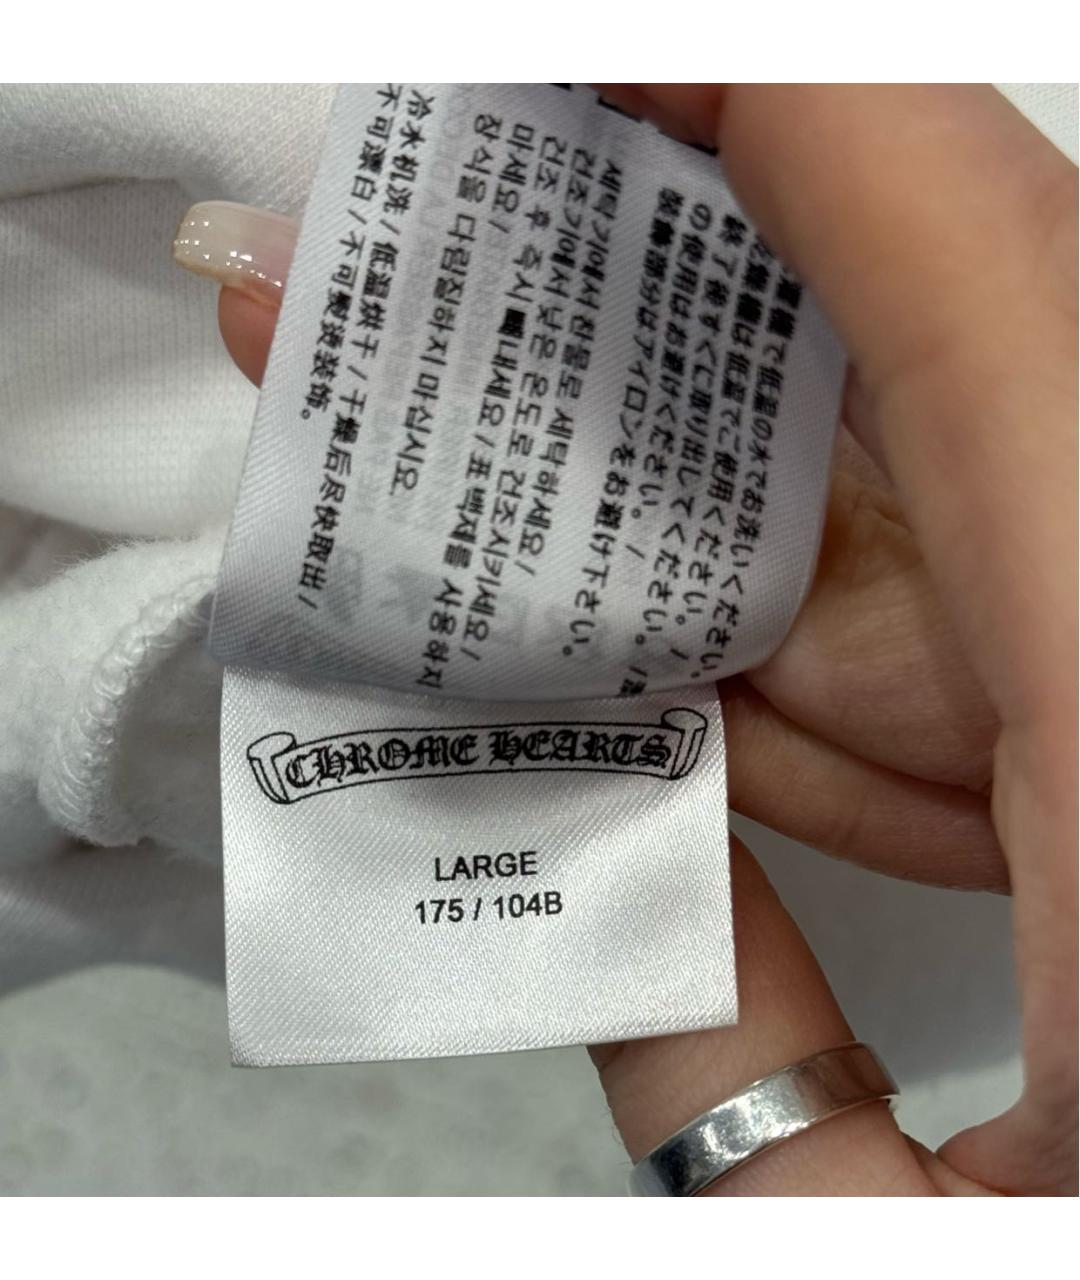 濯機で低温の水でお洗いください。
乾燥機は低温でご使用ください。/
終了後すぐに取り出してください。/
の使用はお避けください。/
装飾部分はアイロンをお避け下さい。
세탁기에서 찬물로 세탁하세요/
건조기에서 낮은 온도로 건조시키세요/
건조 후 즉시 빼내세요/표백제를 사용하지
마세요/
장식을 다림질하지 마십시오.
冷水机洗/低温烘干/干燥后尽快取出/
不可漂白/不可熨烫装饰。
CHROME HEARTS
LARGE
175 / 104B